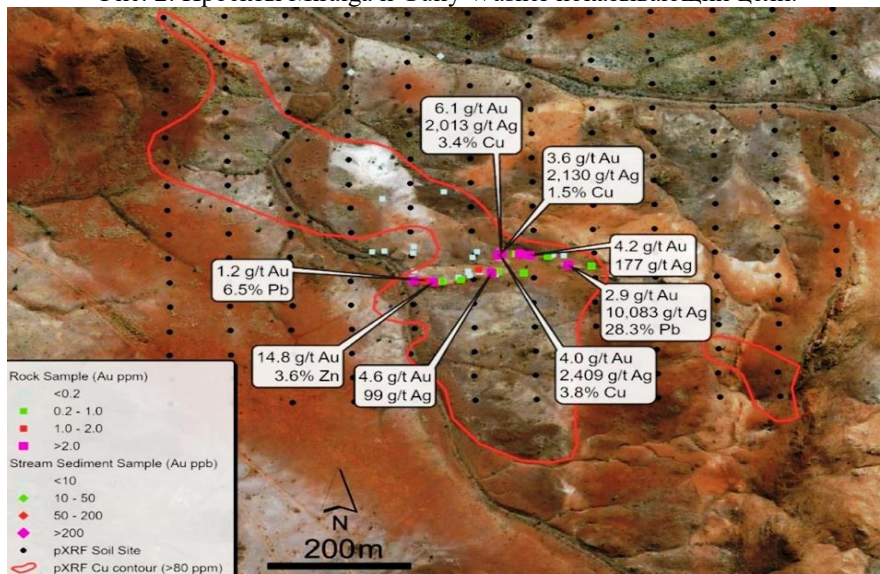 6.1 g/t Au
2,013 g/t Ag
3.4% Cu
3.6 g/t Au
2,130 g/t Ag
1.5% Cu
4.2 g/t Au
177 g/t Ag
1.2 g/t Au
6.5% Pb
2.9 g/t Au
10,083 g/t Ag
28.3% Pb
14.8 g/t Au
3.6% Zn
4.6 g/t Au
99 g/t Ag
4.0 g/t Au
2,409 g/t Ag
3.8% Cu
Rock Sample (Au ppm)
<0.2
0.2 - 1.0
1.0 - 2.0
>2.0
Stream Sediment Sample (Au ppb)
<10
10 - 50
50 - 200
>200
pXRF Soil Site
pXRF Cu contour (>80 ppm)
N
200m